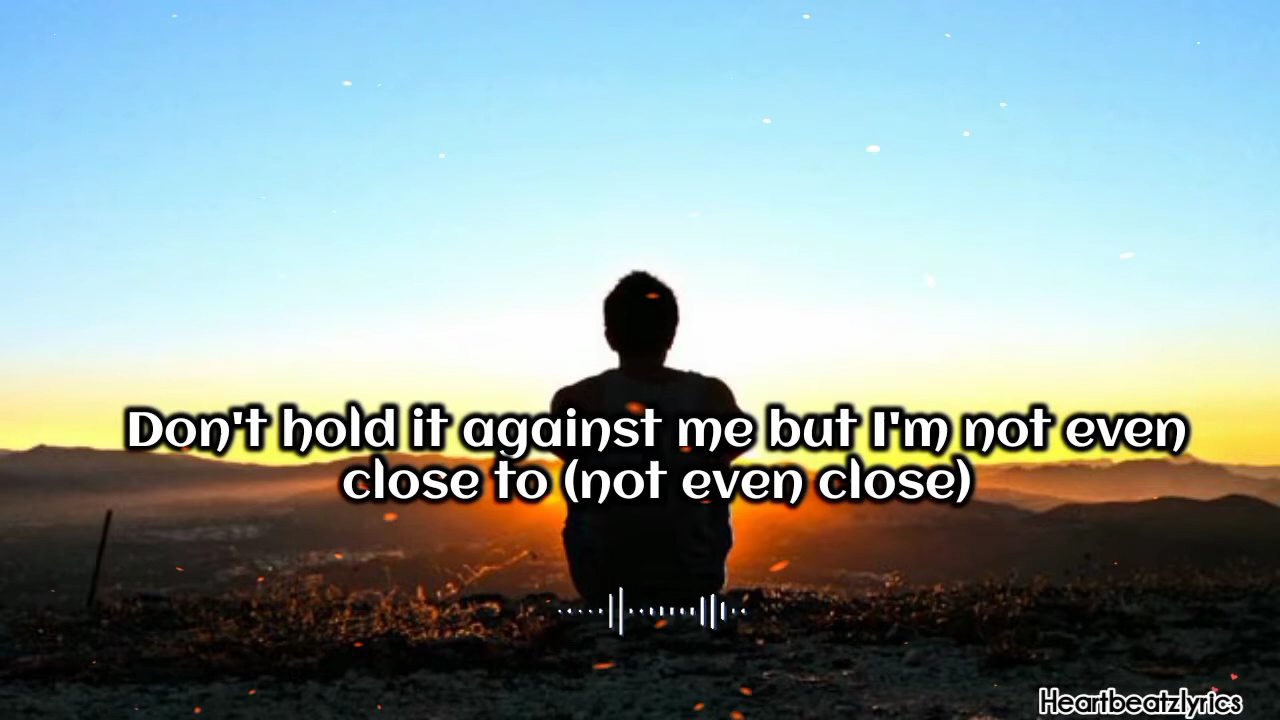 Don't hold it against me but I'm not even
close to (not even close)
Heartbeatzlyrics